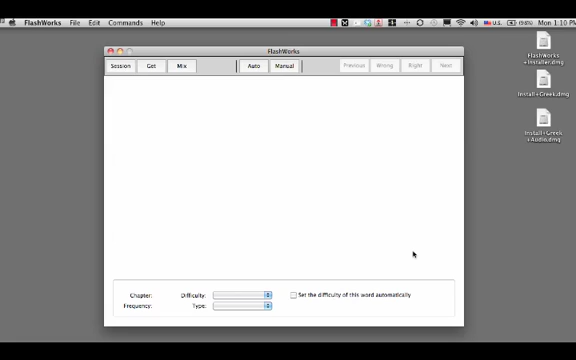 FlashWorks File Edit Commands Help
U.S. Mon 1:10 P
FlashWorks
Session Get Mix Auto Manual Previous Wrong Right Next
FlashWorks
+Installer.dmg
Install+Greek.dmg
Install+Greek
+Audio.dmg
Chapter: Difficulty: Set the difficulty of this word automatically
Frequency: Type: